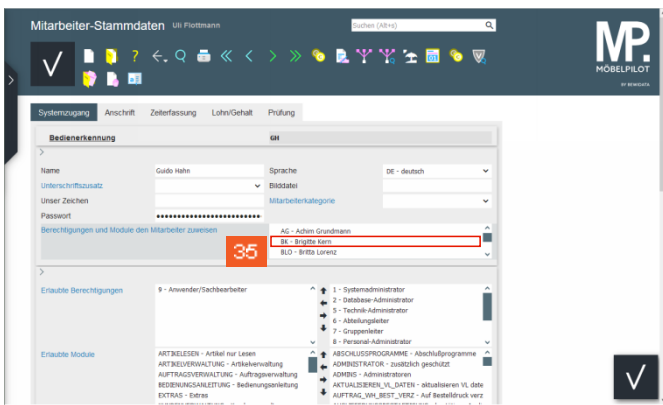 Mitarbeiter-Stammdaten Uli Flottmann
Suchen (Alt+s)
MP.
MÖBELPILOT
BY BEWIDATA
Systemzugang Anschrift Zeiterfassung Lohn/Gehalt Prüfung
Bedienerkennung GH
Name Guido Hahn Sprache DE - deutsch
Unterschriftszusatz Bilddatei
Unser Zeichen Mitarbeiterkategorie
Passwort
Berechtigungen und Module den Mitarbeiter zuweisen
AG - Achim Grundmann
BK - Brigitte Kern
BLO - Britta Lorenz
35
Erlaubte Berechtigungen 9 - Anwender/Sachbearbeiter
1 - Systemadministrator
2 - Database-Administrator
5 - Technik-Administrator
6 - Abteilungsleiter
7 - Gruppenleiter
8 - Personal-Administrator
Erlaubte Module
ARTIKELLESEN - Artikel nur Lesen
ARTIKELVERWALTUNG - Artikelverwaltung
AUFTRAGSVERWALTUNG - Auftragsverwaltung
BEDIENUNGSANLEITUNG - Bedienungsanleitung
EXTRAS - Extras
ABSCHLUSSPROGRAMME - Abschlußprogramme
ADMINISTRATOR - zusätzlich geschützt
ADMINS - Administratoren
AKTUALISIEREN_VL_DATEN - aktualisieren VL date
AUFTRAG_WH_BEST_VERZ - Auf Bestelldruck verz